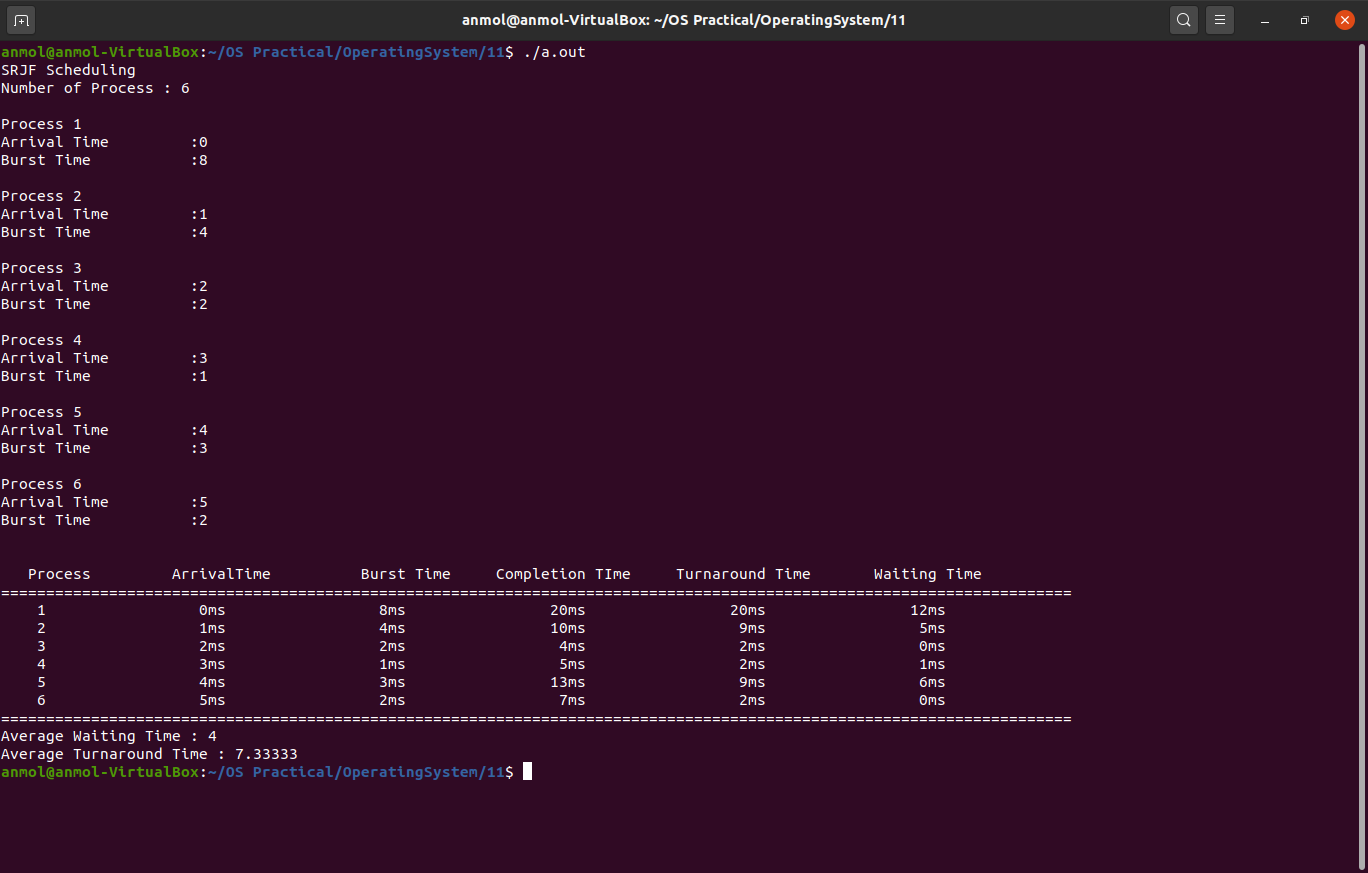 anmol@anmol-VirtualBox: ~/OS Practical/OperatingSystem/11
anmol@anmol-VirtualBox:~/OS Practical/OperatingSystem/11$ ./a.out
SRJF Scheduling
Number of Process : 6
Process 1
Arrival Time :0
Burst Time :8
Process 2
Arrival Time :1
Burst Time :4
Process 3
Arrival Time :2
Burst Time :2
Process 4
Arrival Time :3
Burst Time :1
Process 5
Arrival Time :4
Burst Time :3
Process 6
Arrival Time :5
Burst Time :2
Process ArrivalTime Burst Time Completion TIme Turnaround Time Waiting Time
=======================================================================================================================
1 0ms 8ms 20ms 20ms 12ms
2 1ms 4ms 10ms 9ms 5ms
3 2ms 2ms 4ms 2ms 0ms
4 3ms 1ms 5ms 2ms 1ms
5 4ms 3ms 13ms 9ms 6ms
6 5ms 2ms 7ms 2ms 0ms
=======================================================================================================================
Average Waiting Time : 4
Average Turnaround Time : 7.33333
anmol@anmol-VirtualBox:~/OS Practical/OperatingSystem/11$